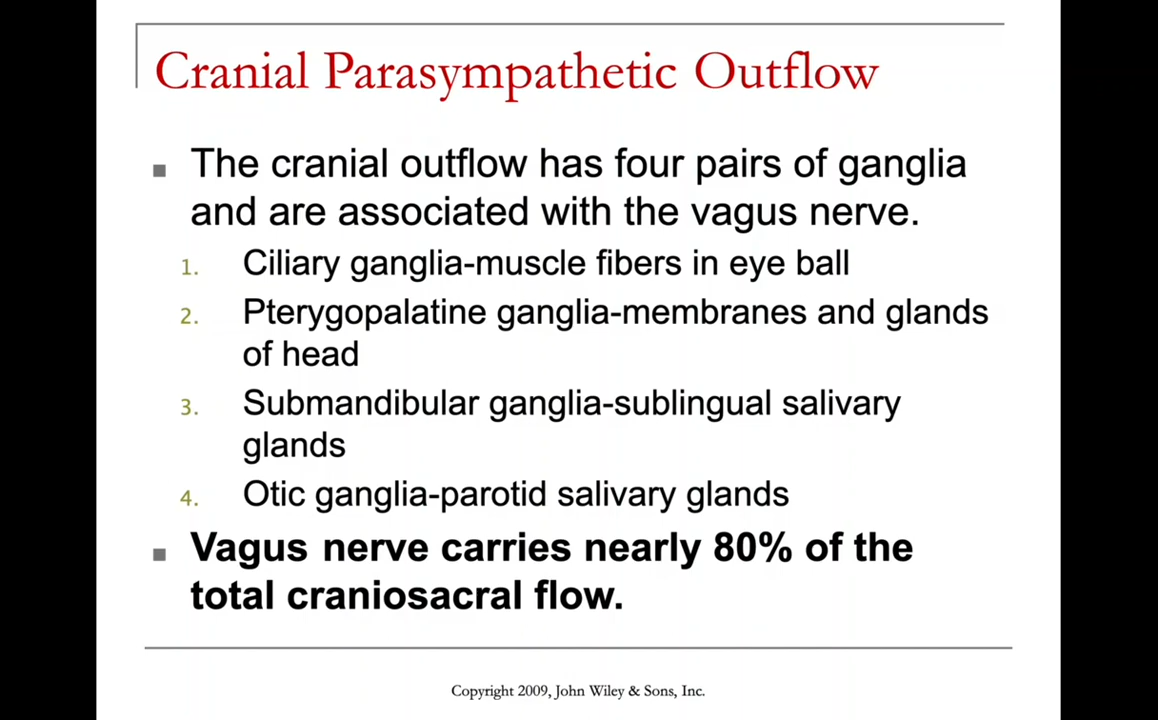 Cranial Parasympathetic Outflow
The cranial outflow has four pairs of ganglia
and are associated with the vagus nerve.
1. Ciliary ganglia-muscle fibers in eye ball
2. Pterygopalatine ganglia-membranes and glands
of head
3. Submandibular ganglia-sublingual salivary
glands
4. Otic ganglia-parotid salivary glands
Vagus nerve carries nearly 80% of the
total craniosacral flow.
Copyright 2009, John Wiley & Sons, Inc.